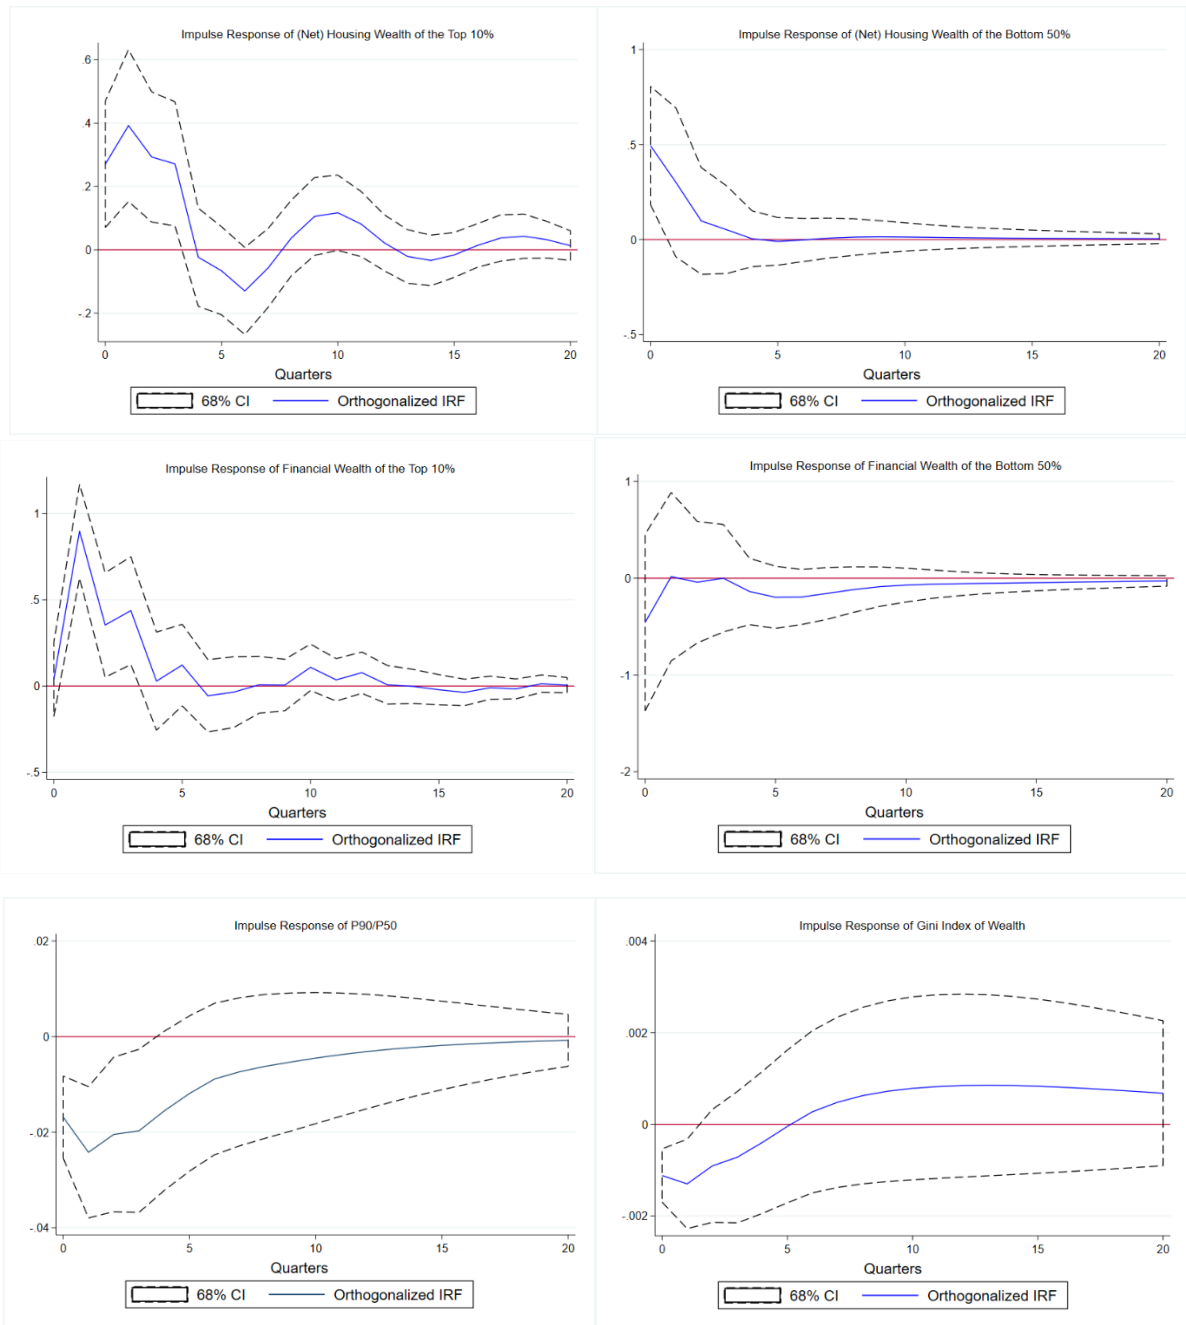 Impulse Response of (Net) Housing Wealth of the Top 10%
.6
.4
.2
0
-.2
0 5 10 15 20
Quarters
68% CI Orthogonalized IRF
Impulse Response of (Net) Housing Wealth of the Bottom 50%
1
.5
0
-.5
0 5 10 15 20
Quarters
68% CI Orthogonalized IRF
Impulse Response of Financial Wealth of the Top 10%
1
.5
0
-.5
0 5 10 15 20
Quarters
68% CI Orthogonalized IRF
Impulse Response of Financial Wealth of the Bottom 50%
1
0
-1
-2
0 5 10 15 20
Quarters
68% CI Orthogonalized IRF
Impulse Response of P90/P50
.02
0
-.02
-.04
0 5 10 15 20
Quarters
68% CI Orthogonalized IRF
Impulse Response of Gini Index of Wealth
.004
.002
0
-.002
0 5 10 15 20
Quarters
68% CI Orthogonalized IRF